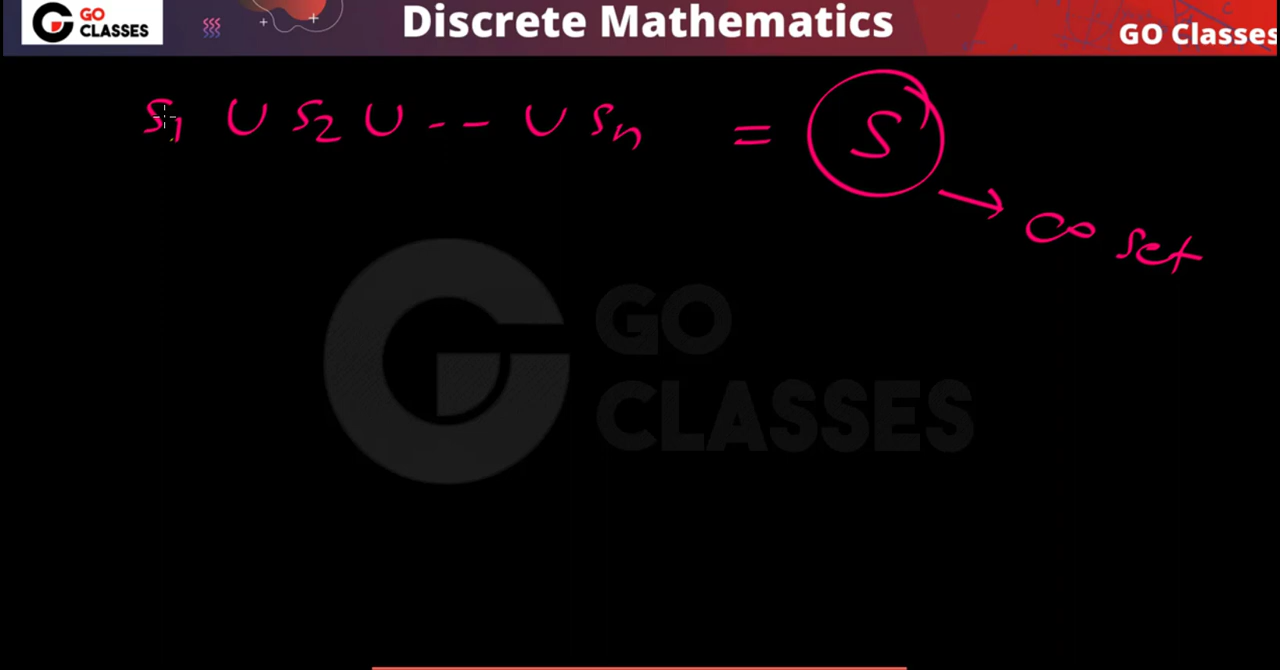 GO
CLASSES
Discrete Mathematics
GO Classes
S1 ∪ S2 ∪ -- ∪ Sn = S → ∞ set
GO
CLASSES